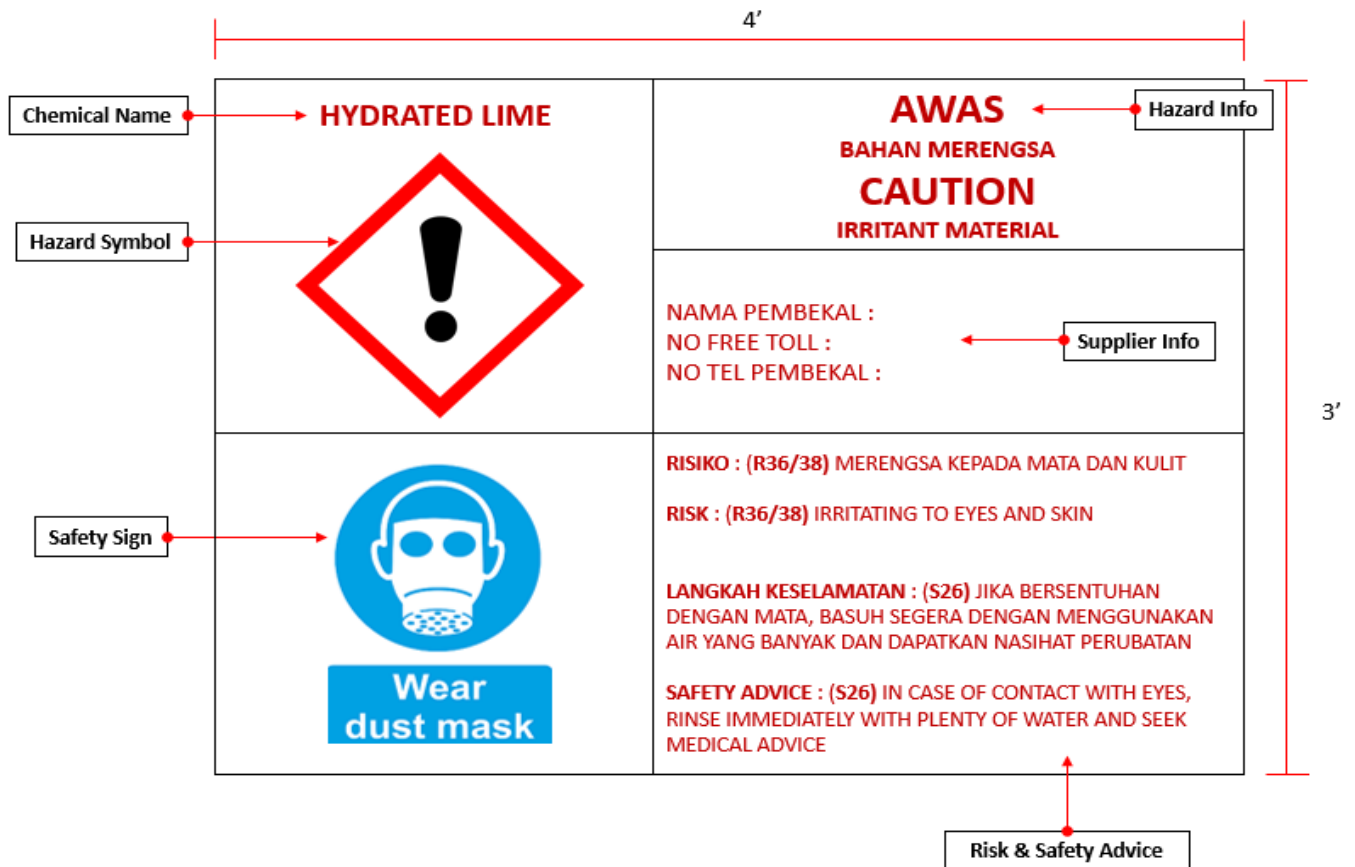 4’
Chemical Name
HYDRATED LIME
AWAS
Hazard Info
BAHAN MERENGSA
CAUTION
IRRITANT MATERIAL
Hazard Symbol
NAMA PEMBEKAL :
NO FREE TOLL :
NO TEL PEMBEKAL :
Supplier Info
3’
Safety Sign
Wear
dust mask
RISIKO : (R36/38) MERENGSA KEPADA MATA DAN KULIT
RISK : (R36/38) IRRITATING TO EYES AND SKIN
LANGKAH KESELAMATAN : (S26) JIKA BERSENTUHAN
DENGAN MATA, BASUH SEGERA DENGAN MENGGUNAKAN
AIR YANG BANYAK DAN DAPATKAN NASIHAT PERUBATAN
SAFETY ADVICE : (S26) IN CASE OF CONTACT WITH EYES,
RINSE IMMEDIATELY WITH PLENTY OF WATER AND SEEK
MEDICAL ADVICE
Risk & Safety Advice